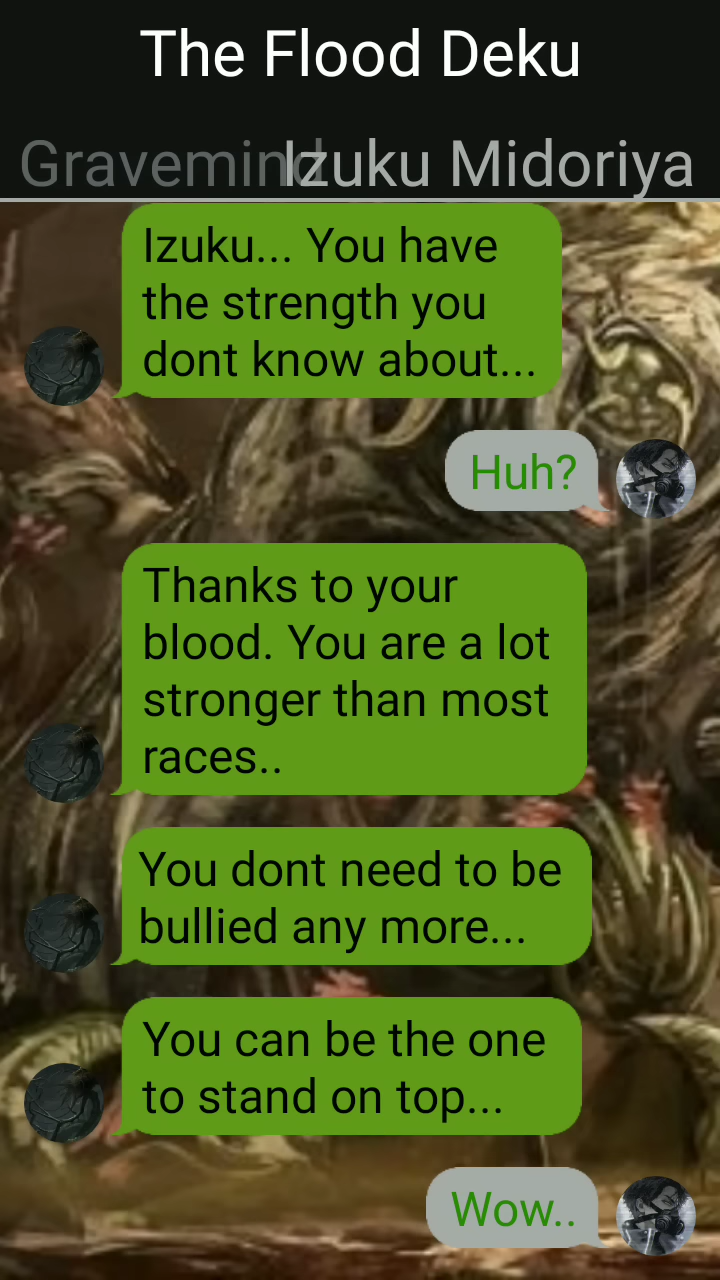 The Flood Deku
Gravemind Izuku Midoriya
Izuku... You have
the strength you
dont know about...
Huh?
Thanks to your
blood. You are a lot
stronger than most
races..
You dont need to be
bullied any more...
You can be the one
to stand on top...
Wow..